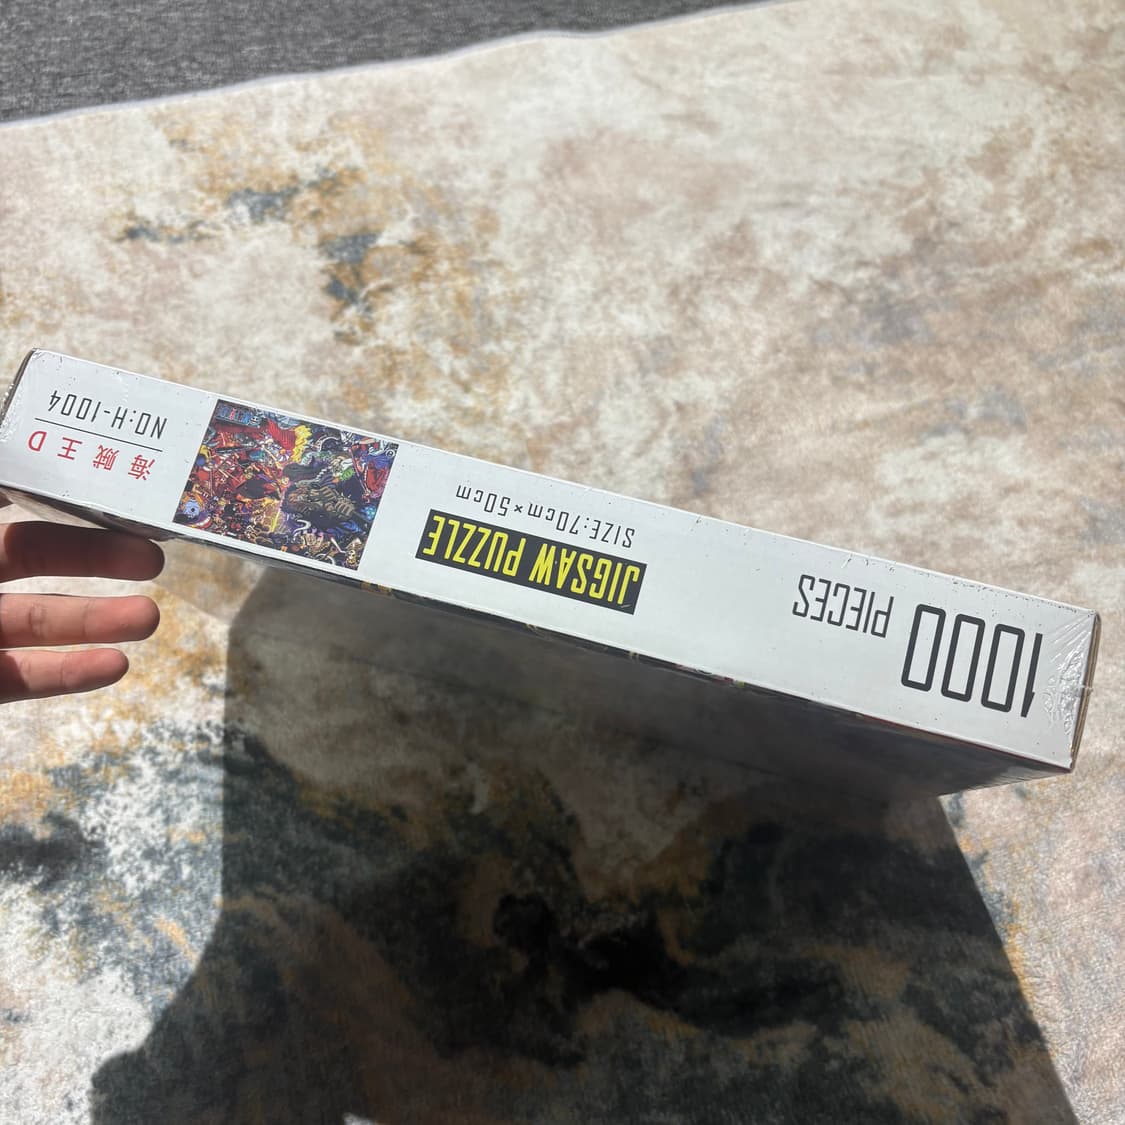 1000 PIECES
JIGSAW PUZZLE
SIZE:70cm×50cm
海贼王D
NO:H-1004